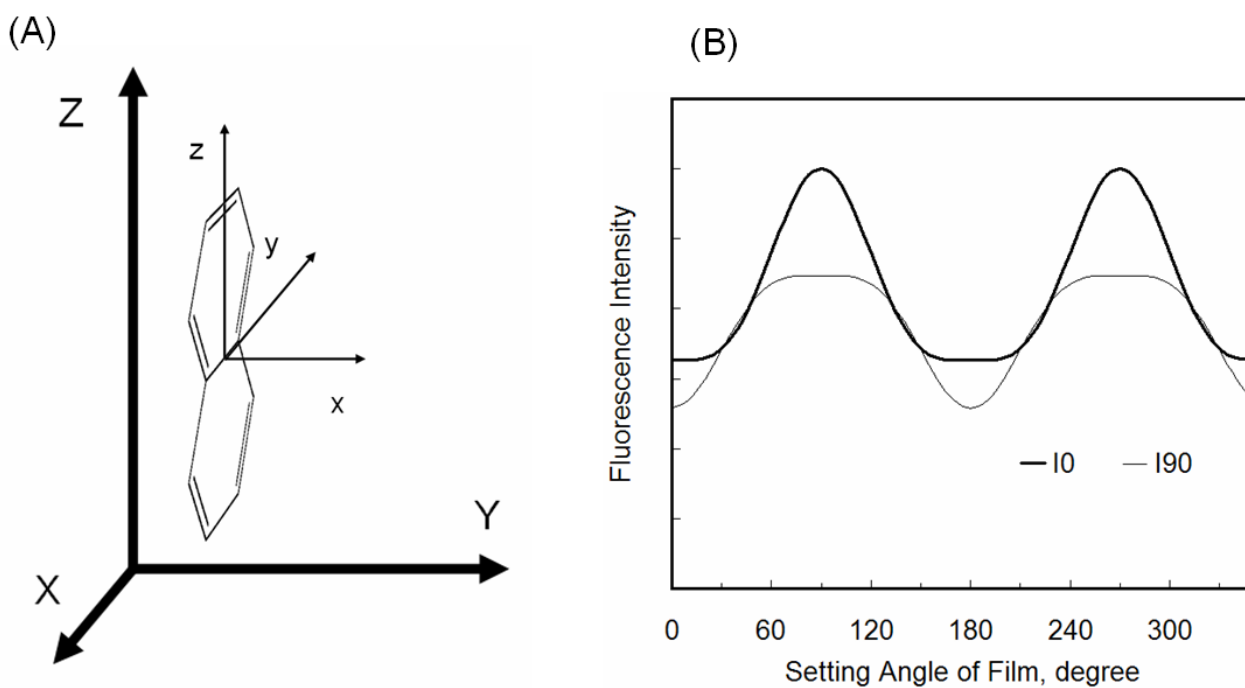 (A)
Z
z
y
x
Y
X
(B)
Fluorescence Intensity
I0
I90
0
60
120
180
240
300
Setting Angle of Film, degree